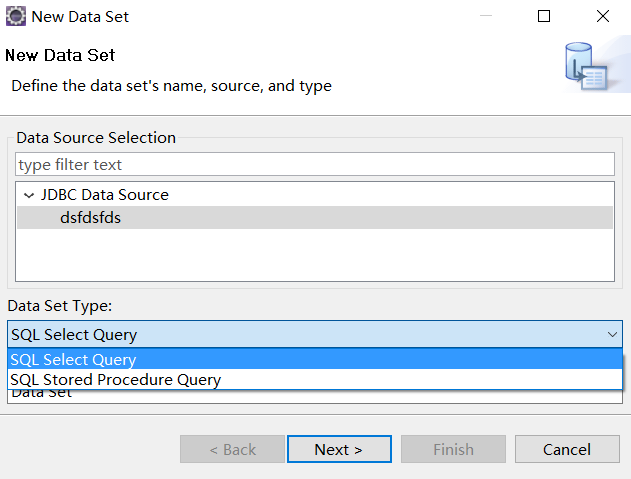 New Data Set
New Data Set
Define the data set's name, source, and type
Data Source Selection
type filter text
JDBC Data Source
dsfdsfds
Data Set Type:
SQL Select Query
SQL Select Query
SQL Stored Procedure Query
Data Set
< Back
Next >
Finish
Cancel